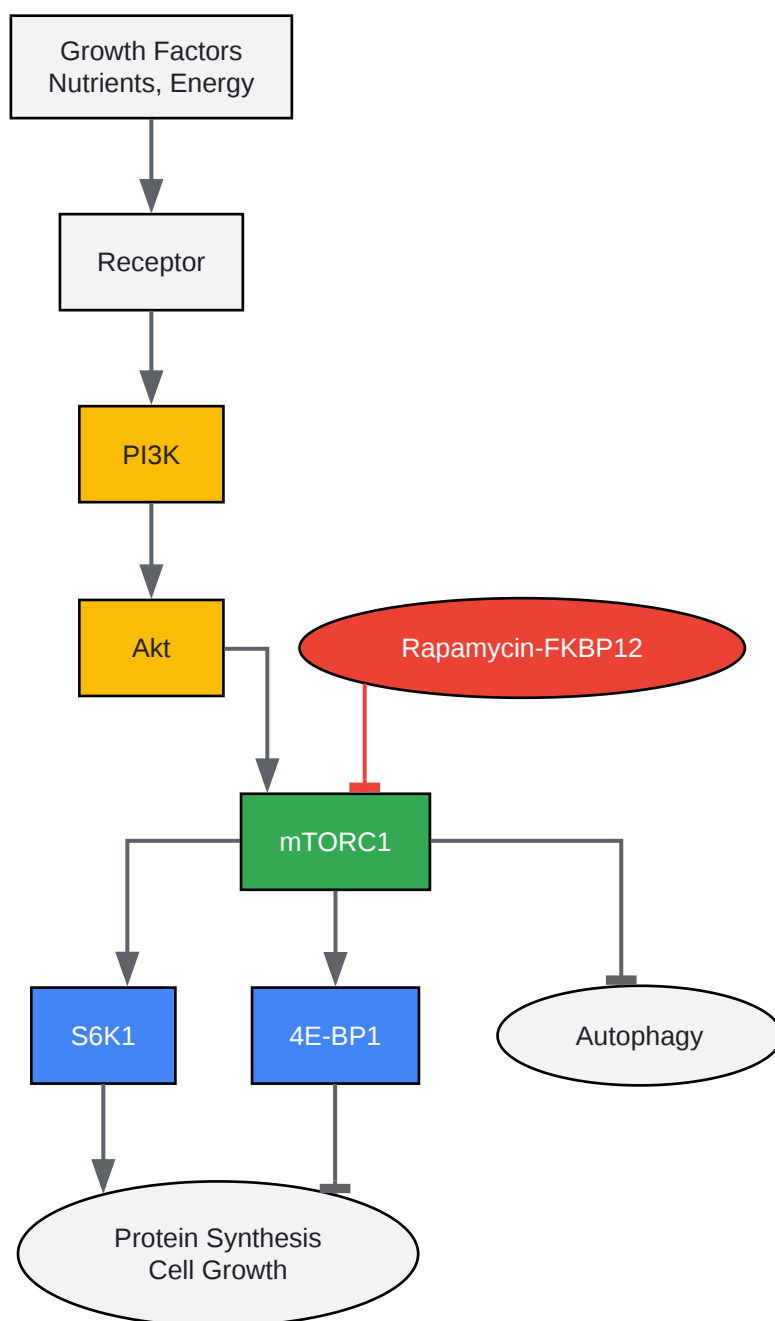 Growth Factors
Nutrients, Energy
Receptor
PI3K
Akt
Rapamycin-FKBP12
mTORC1
S6K1
4E-BP1
Autophagy
Protein Synthesis
Cell Growth